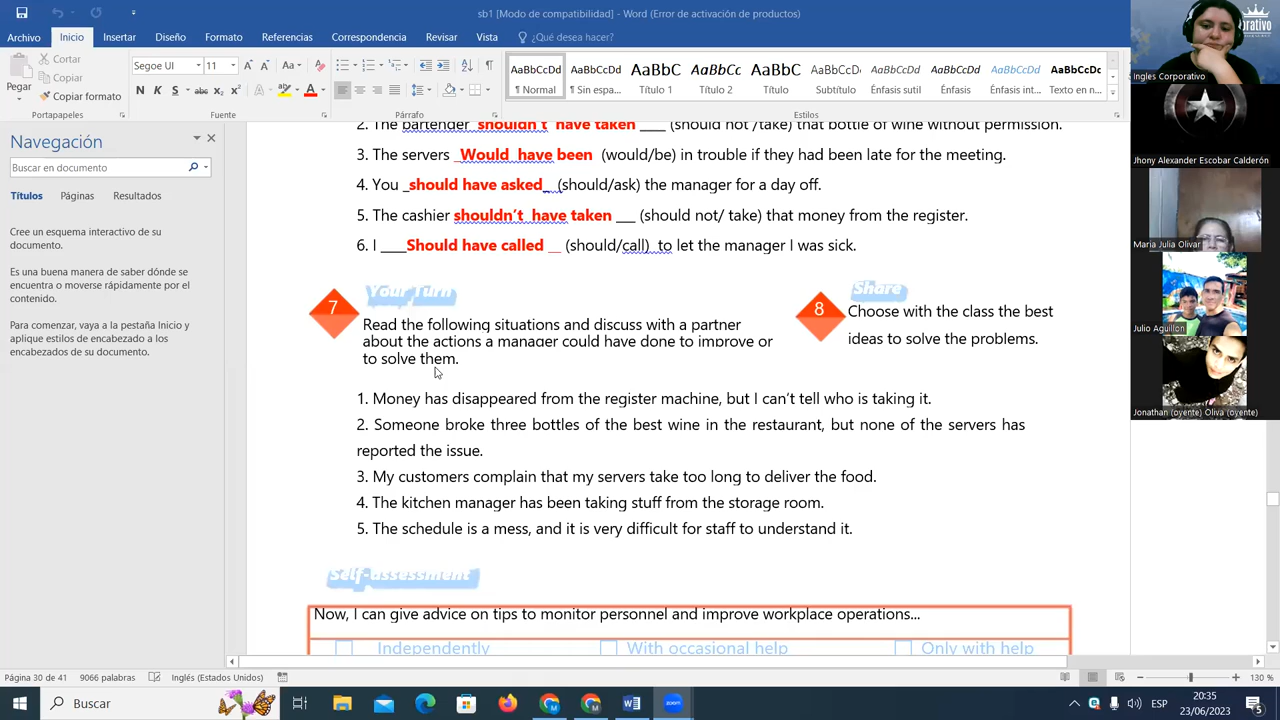 sb1 [Modo de compatibilidad] - Word (Error de activación de productos)
Archivo Inicio Insertar Diseño Formato Referencias Correspondencia Revisar Vista ¿Qué desea hacer?
Pegar
Cortar
Copiar
Copiar formato
Portapapeles
Segoe UI 11
Fuente
Párrafo
AaBbCcDd AaBbCcDd AaBbC AaBbCc AaBbC AaBbCcD AaBbCcDd AaBbCcDd AaBbCcDd AaBbCcDc
¶ Normal ¶ Sin espa... Título 1 Título 2 Título Subtítulo Énfasis sutil Énfasis Énfasis int... Texto en n...
Estilos
Navegación
Buscar en documento
Títulos Páginas Resultados
Cree un esquema interactivo de su
documento.
Es una buena manera de saber dónde se
encuentra o moverse rápidamente por el
contenido.
Para comenzar, vaya a la pestaña Inicio y
aplique estilos de encabezado a los
encabezados de su documento.
2. The bartender shouldn't have taken ____ (should not /take) that bottle of wine without permission.
3. The servers _Would have been (would/be) in trouble if they had been late for the meeting.
4. You _should have asked_ (should/ask) the manager for a day off.
5. The cashier shouldn't have taken ___ (should not/ take) that money from the register.
6. I ____Should have called __ (should/call) to let the manager I was sick.
7
Your Turn
Read the following situations and discuss with a partner
about the actions a manager could have done to improve or
to solve them.
8
Share
Choose with the class the best
ideas to solve the problems.
1. Money has disappeared from the register machine, but I can't tell who is taking it.
2. Someone broke three bottles of the best wine in the restaurant, but none of the servers has
reported the issue.
3. My customers complain that my servers take too long to deliver the food.
4. The kitchen manager has been taking stuff from the storage room.
5. The schedule is a mess, and it is very difficult for staff to understand it.
Self-assessment
Now, I can give advice on tips to monitor personnel and improve workplace operations...
Independently With occasional help Only with help
Ingles Corporativo
Jhony Alexander Escobar Calderón
Maria Julia Olivar
Julio Aguillon
Jonathan (oyente) Oliva (oyente)
Página 30 de 41 9066 palabras Inglés (Estados Unidos) 130 %
Buscar
zoom
ESP
20:35
23/06/2023
5